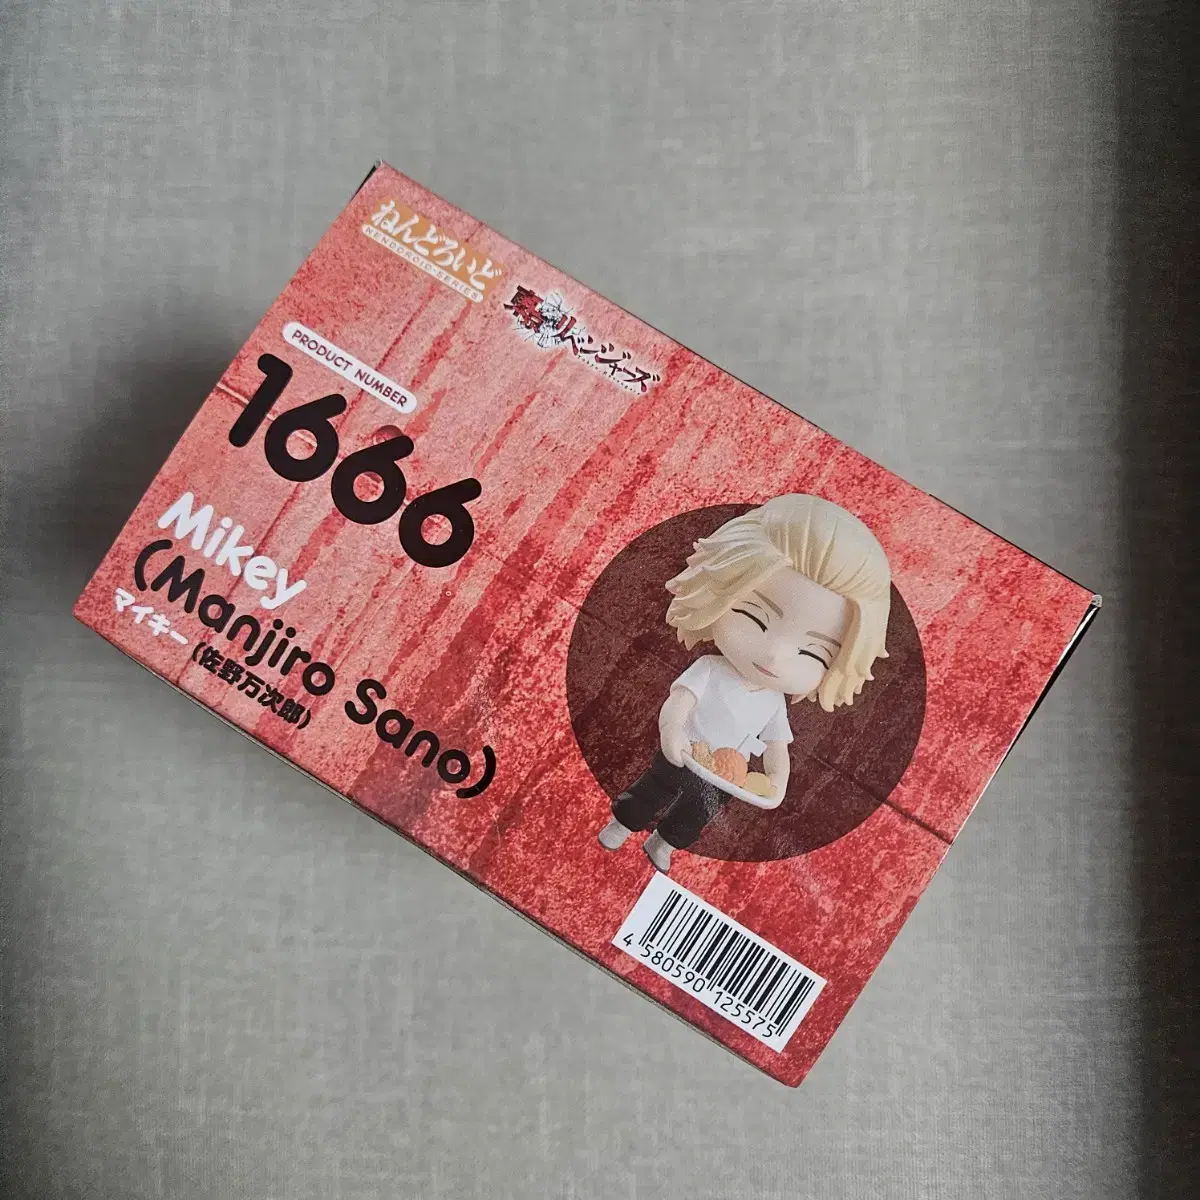 ねんどろいど
NENDOROID SERIES
東京リベンジャーズ
PRODUCT NUMBER
1666
Mikey
(Manjiro Sano)
マイキー(佐野万次郎)
4 580590 125575